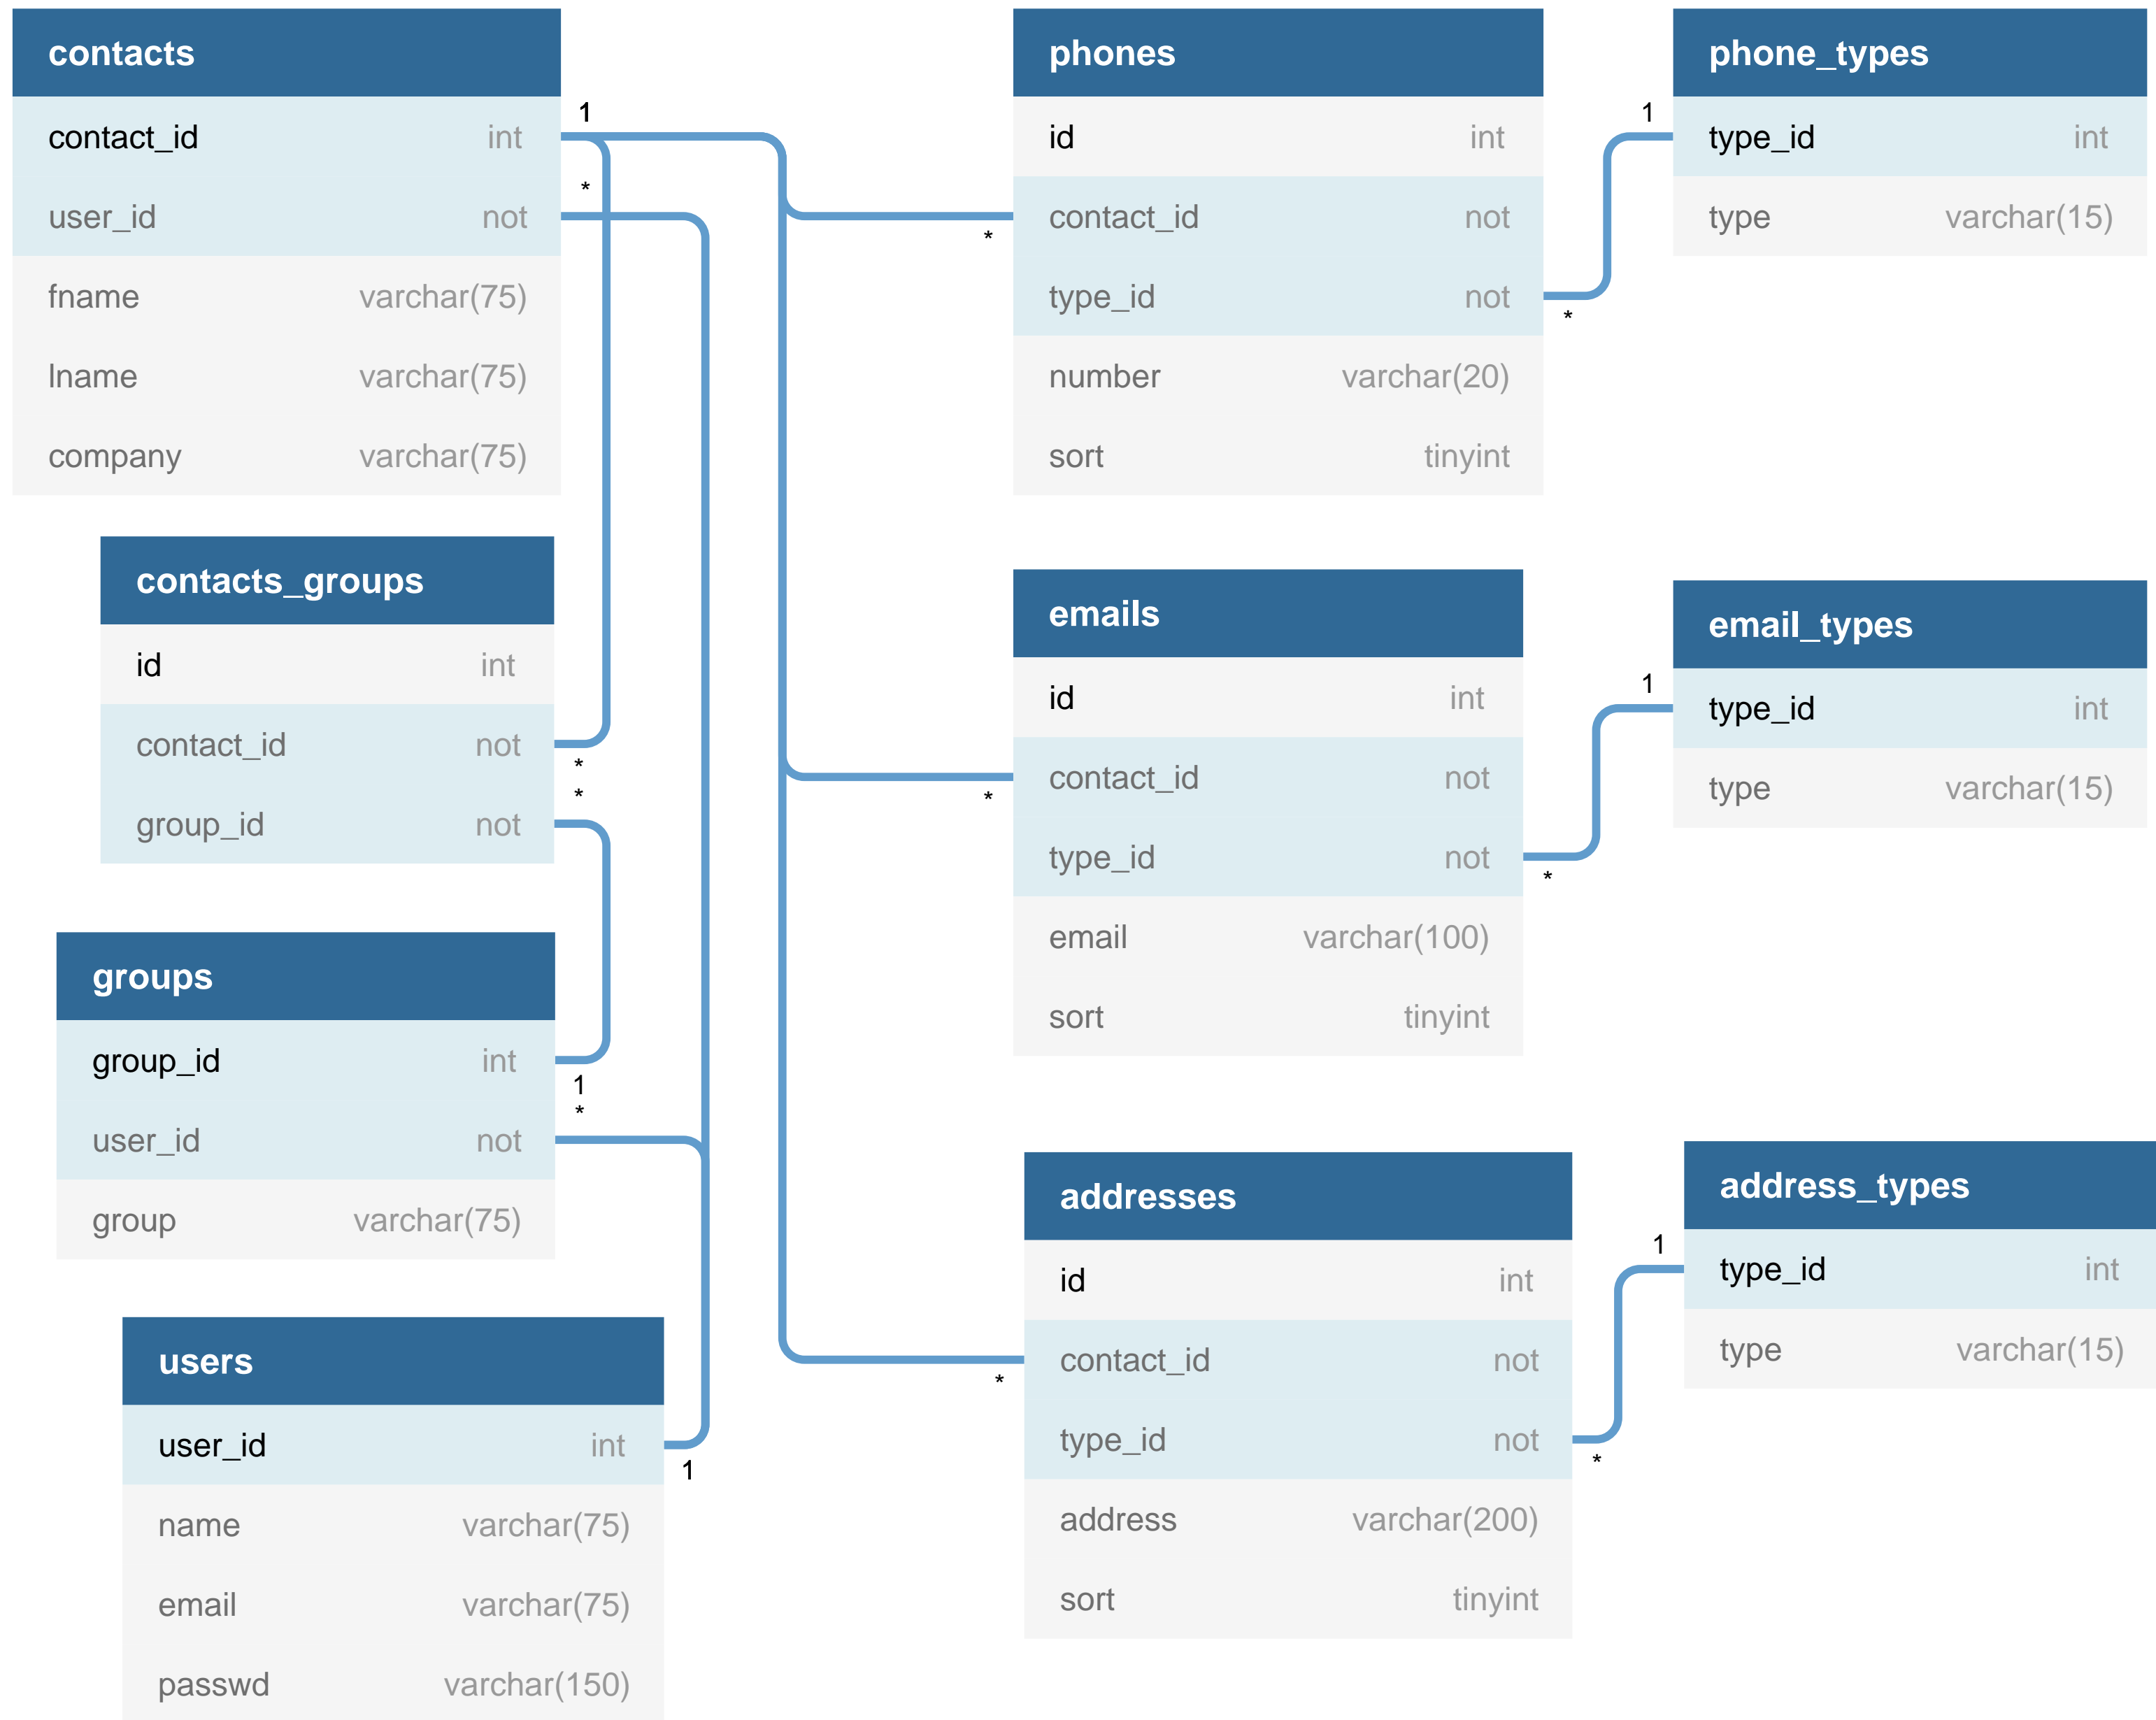 contacts
contact_id int
user_id not
fname varchar(75)
lname varchar(75)
company varchar(75)
1
*
contacts_groups
id int
contact_id not
group_id not
*
*
groups
group_id int
user_id not
group varchar(75)
1
*
users
user_id int
name varchar(75)
email varchar(75)
passwd varchar(150)
1
phones
id int
contact_id not
type_id not
number varchar(20)
sort tinyint
*
*
emails
id int
contact_id not
type_id not
email varchar(100)
sort tinyint
*
*
addresses
id int
contact_id not
type_id not
address varchar(200)
sort tinyint
*
*
phone_types
type_id int
type varchar(15)
1
email_types
type_id int
type varchar(15)
1
address_types
type_id int
type varchar(15)
1